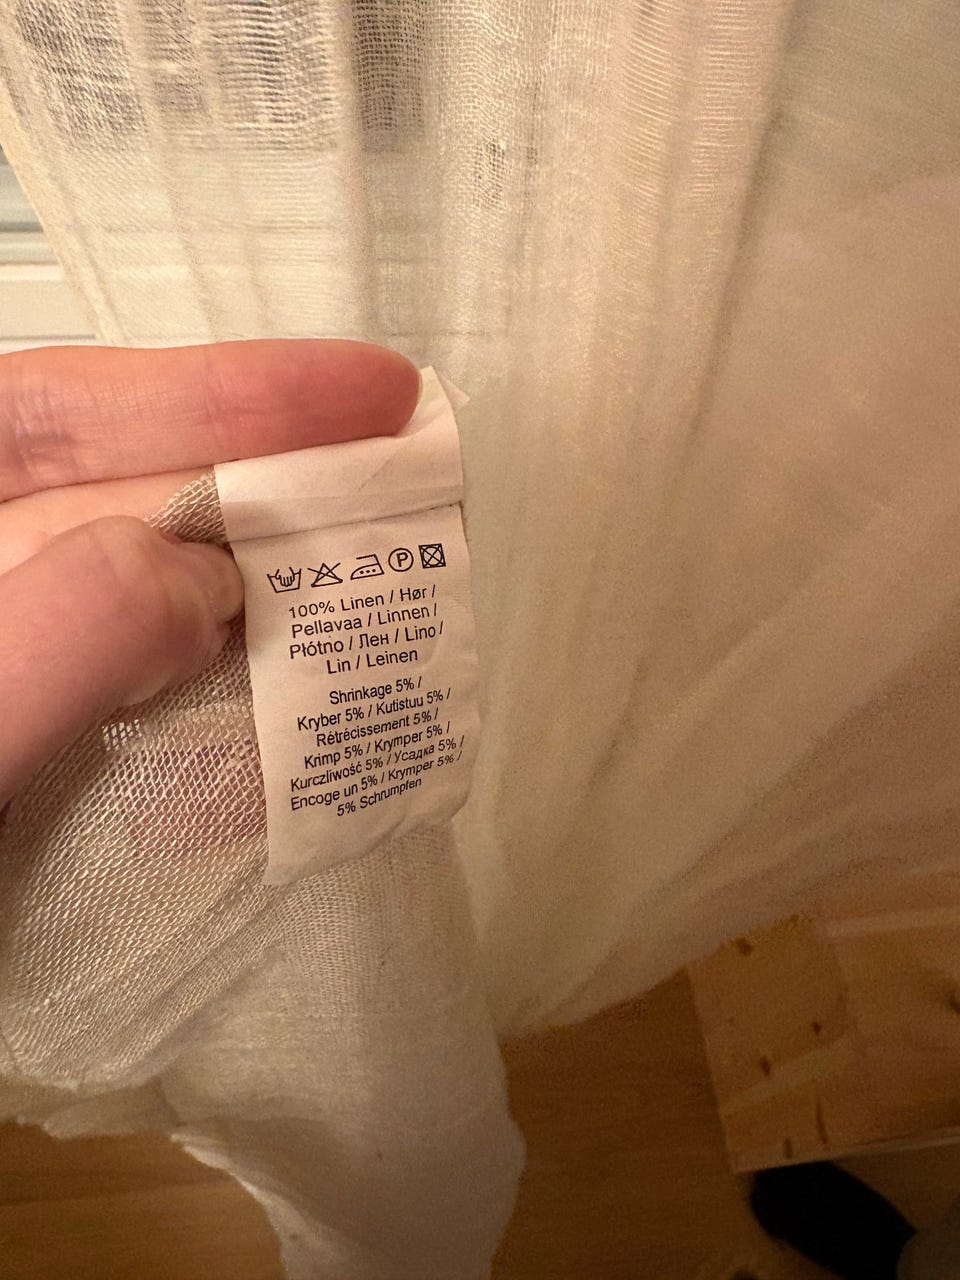 P
100% Linen / Hør /
Pellavaa / Linnen /
Płótno / Лен / Lino /
Lin / Leinen
Shrinkage 5% /
Kryber 5% / Kutistuu 5% /
Rétrécissement 5% /
Krimp 5% / Krymper 5% /
Kurczliwość 5% / Усадка 5% /
Encoge un 5% / Krymper 5% /
5% Schrumpfen